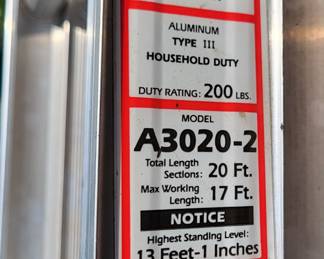 ALUMINUM
TYPE III
HOUSEHOLD DUTY
DUTY RATING: 200 LBS.
MODEL
A3020-2
Total Length
Sections: 20 Ft.
Max Working
Length: 17 Ft.
NOTICE
Highest Standing Level:
13 Feet-1 Inches